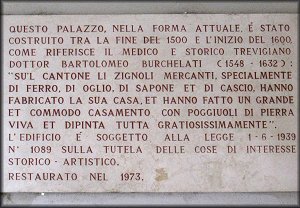 QUESTO PALAZZO, NELLA FORMA ATTUALE, É STATO
COSTRUITO TRA LA FINE DEL 1500 E L'INIZIO DEL 1600,
COME RIFERISCE IL MEDICO E STORICO TREVIGIANO
DOTTOR BARTOLOMEO BURCHELATI (1548 - 1632):
"SU'L CANTONE LI ZIGNOLI MERCANTI, SPECIALMENTE
DI FERRO, DI OGLIO, DI SAPONE ET DI CASCIO, HANNO
FABRICATO LA SUA CASA, ET HANNO FATTO UN GRANDE
ET COMMODO CASAMENTO CON POGGIUOLI DI PIERRA
VIVA ET DIPINTA TUTTA GRATIOSISSIMAMENTE".
L'EDIFICIO É SOGGETTO ALLA LEGGE 1-6-1939
N° 1089 SULLA TUTELA DELLE COSE DI INTERESSE
STORICO - ARTISTICO.
RESTAURATO NEL 1973.